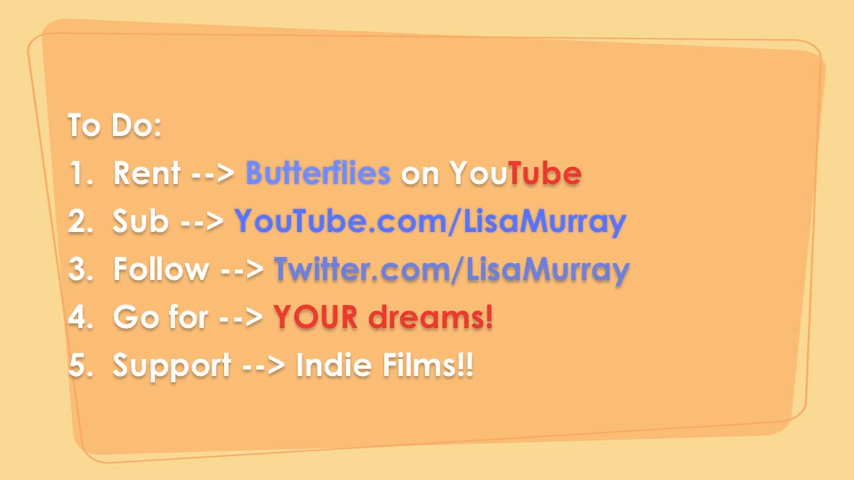 To Do:
1. Rent --> Butterflies on YouTube
2. Sub --> YouTube.com/LisaMurray
3. Follow --> Twitter.com/LisaMurray
4. Go for --> YOUR dreams!
5. Support --> Indie Films!!